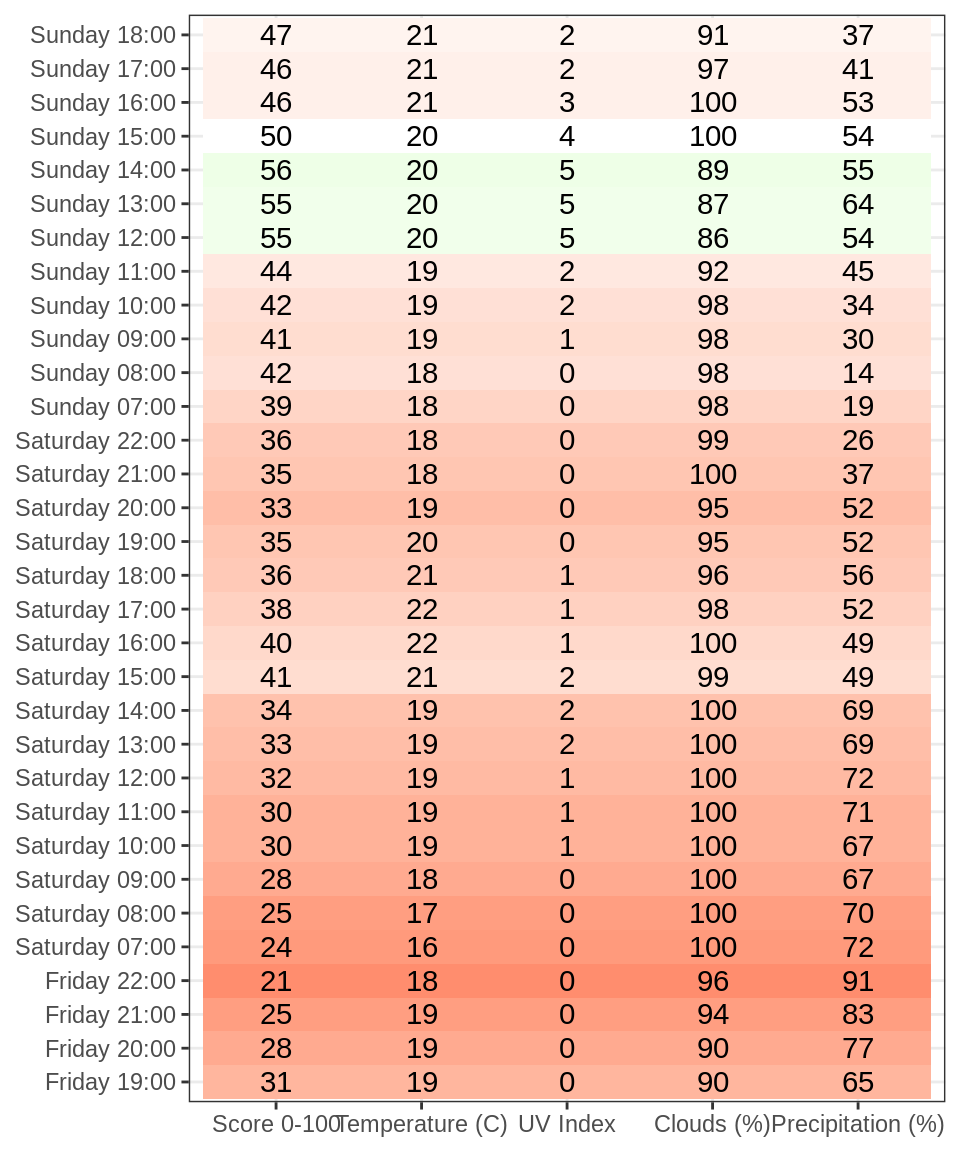 Sunday 18:00 47 21 2 91 37
Sunday 17:00 46 21 2 97 41
Sunday 16:00 46 21 3 100 53
Sunday 15:00 50 20 4 100 54
Sunday 14:00 56 20 5 89 55
Sunday 13:00 55 20 5 87 64
Sunday 12:00 55 20 5 86 54
Sunday 11:00 44 19 2 92 45
Sunday 10:00 42 19 2 98 34
Sunday 09:00 41 19 1 98 30
Sunday 08:00 42 18 0 98 14
Sunday 07:00 39 18 0 98 19
Saturday 22:00 36 18 0 99 26
Saturday 21:00 35 18 0 100 37
Saturday 20:00 33 19 0 95 52
Saturday 19:00 35 20 0 95 52
Saturday 18:00 36 21 1 96 56
Saturday 17:00 38 22 1 98 52
Saturday 16:00 40 22 1 100 49
Saturday 15:00 41 21 2 99 49
Saturday 14:00 34 19 2 100 69
Saturday 13:00 33 19 2 100 69
Saturday 12:00 32 19 1 100 72
Saturday 11:00 30 19 1 100 71
Saturday 10:00 30 19 1 100 67
Saturday 09:00 28 18 0 100 67
Saturday 08:00 25 17 0 100 70
Saturday 07:00 24 16 0 100 72
Friday 22:00 21 18 0 96 91
Friday 21:00 25 19 0 94 83
Friday 20:00 28 19 0 90 77
Friday 19:00 31 19 0 90 65
Score 0-100 Temperature (C) UV Index Clouds (%) Precipitation (%)